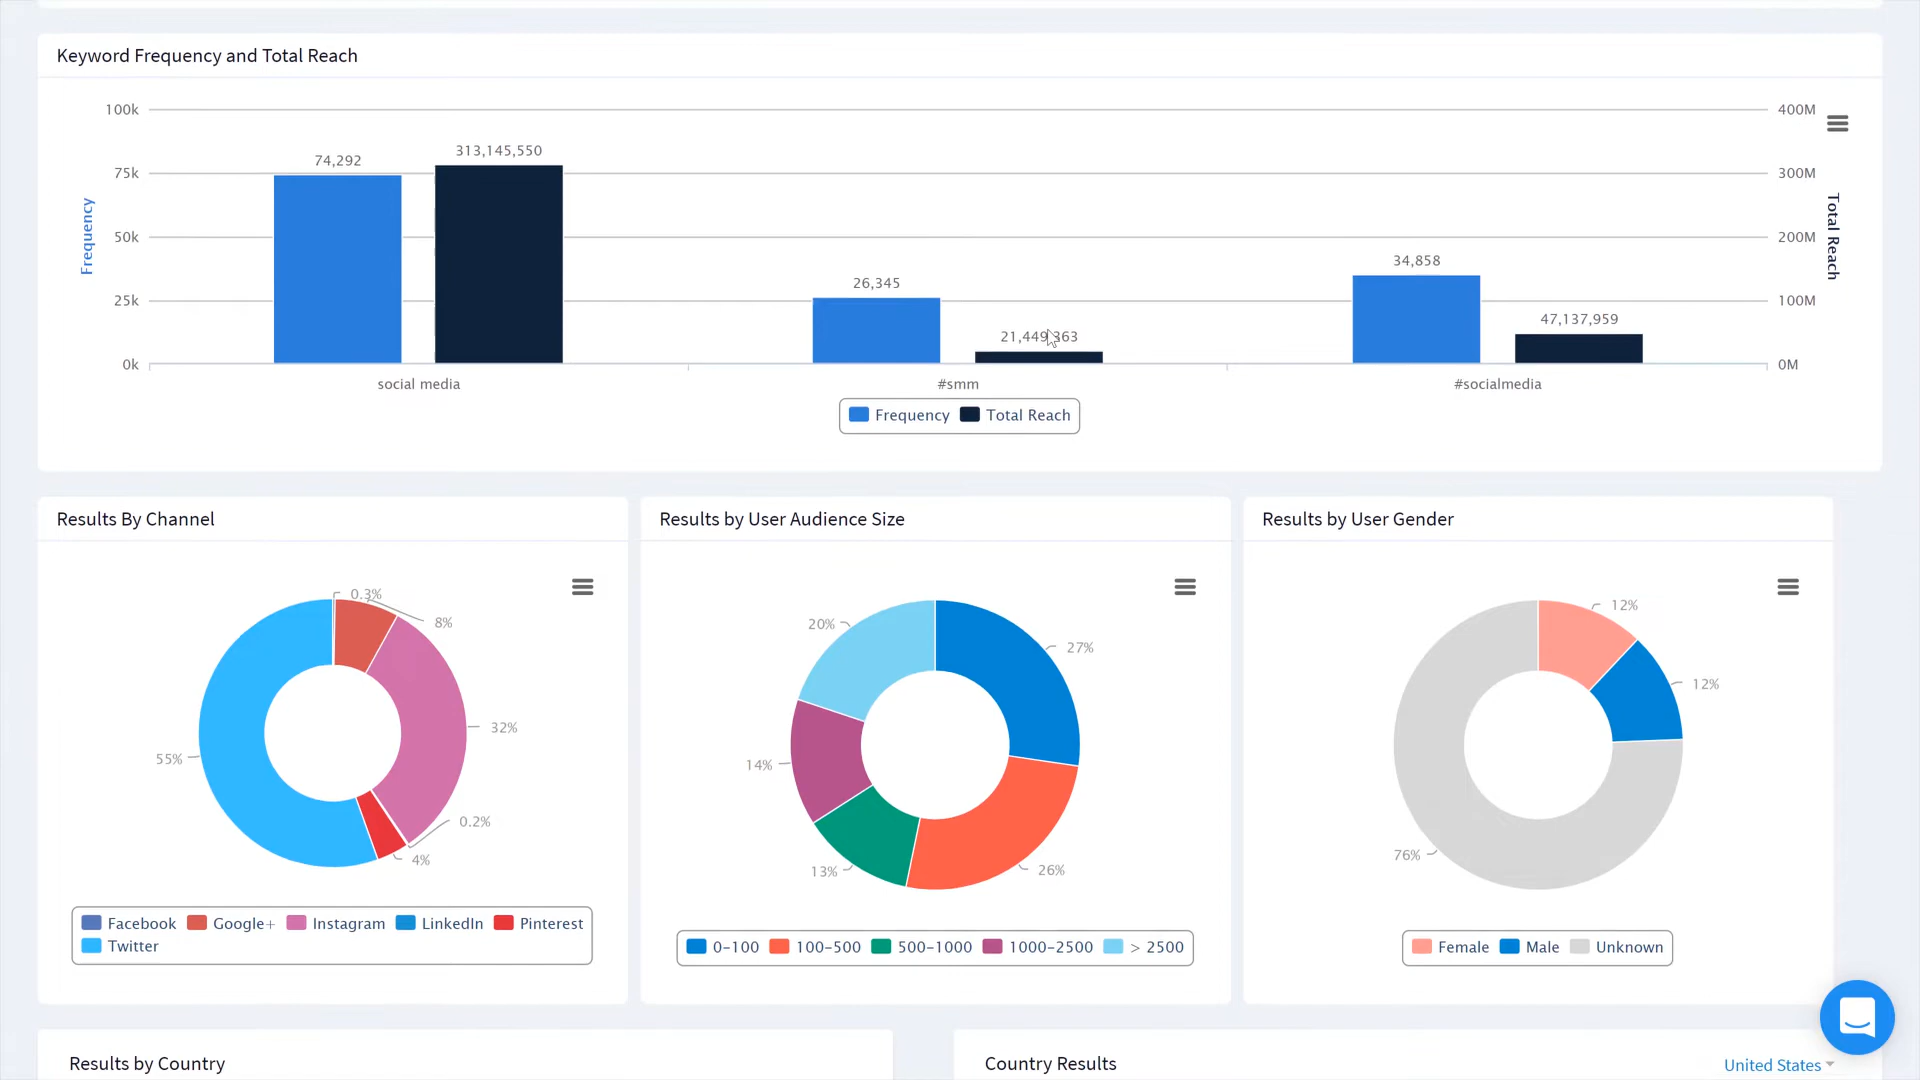 Keyword Frequency and Total Reach
100k
400M
313,145,550
74,292
75k
300M
Frequency
Total Reach
50k
200M
34,858
26,345
25k
100M
47,137,959
21,449,363
0k
0M
social media
#smm
#socialmedia
Frequency Total Reach
Results By Channel
0.3%
8%
32%
55%
0.2%
4%
Facebook Google+ Instagram LinkedIn Pinterest
Twitter
Results by User Audience Size
20%
27%
14%
13%
26%
0-100 100-500 500-1000 1000-2500 > 2500
Results by User Gender
12%
12%
76%
Female Male Unknown
Results by Country
Country Results
United States